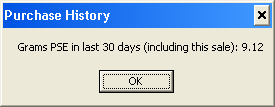 Purchase History
Grams PSE in last 30 days (including this sale): 9.12
OK